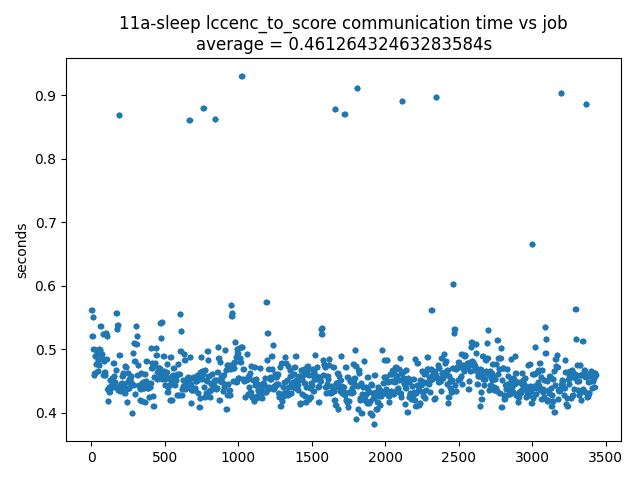 11a-sleep lccenc_to_score communication time vs job
average = 0.46126432463283584s
seconds
0.9
0.8
0.7
0.6
0.5
0.4
0 500 1000 1500 2000 2500 3000 3500